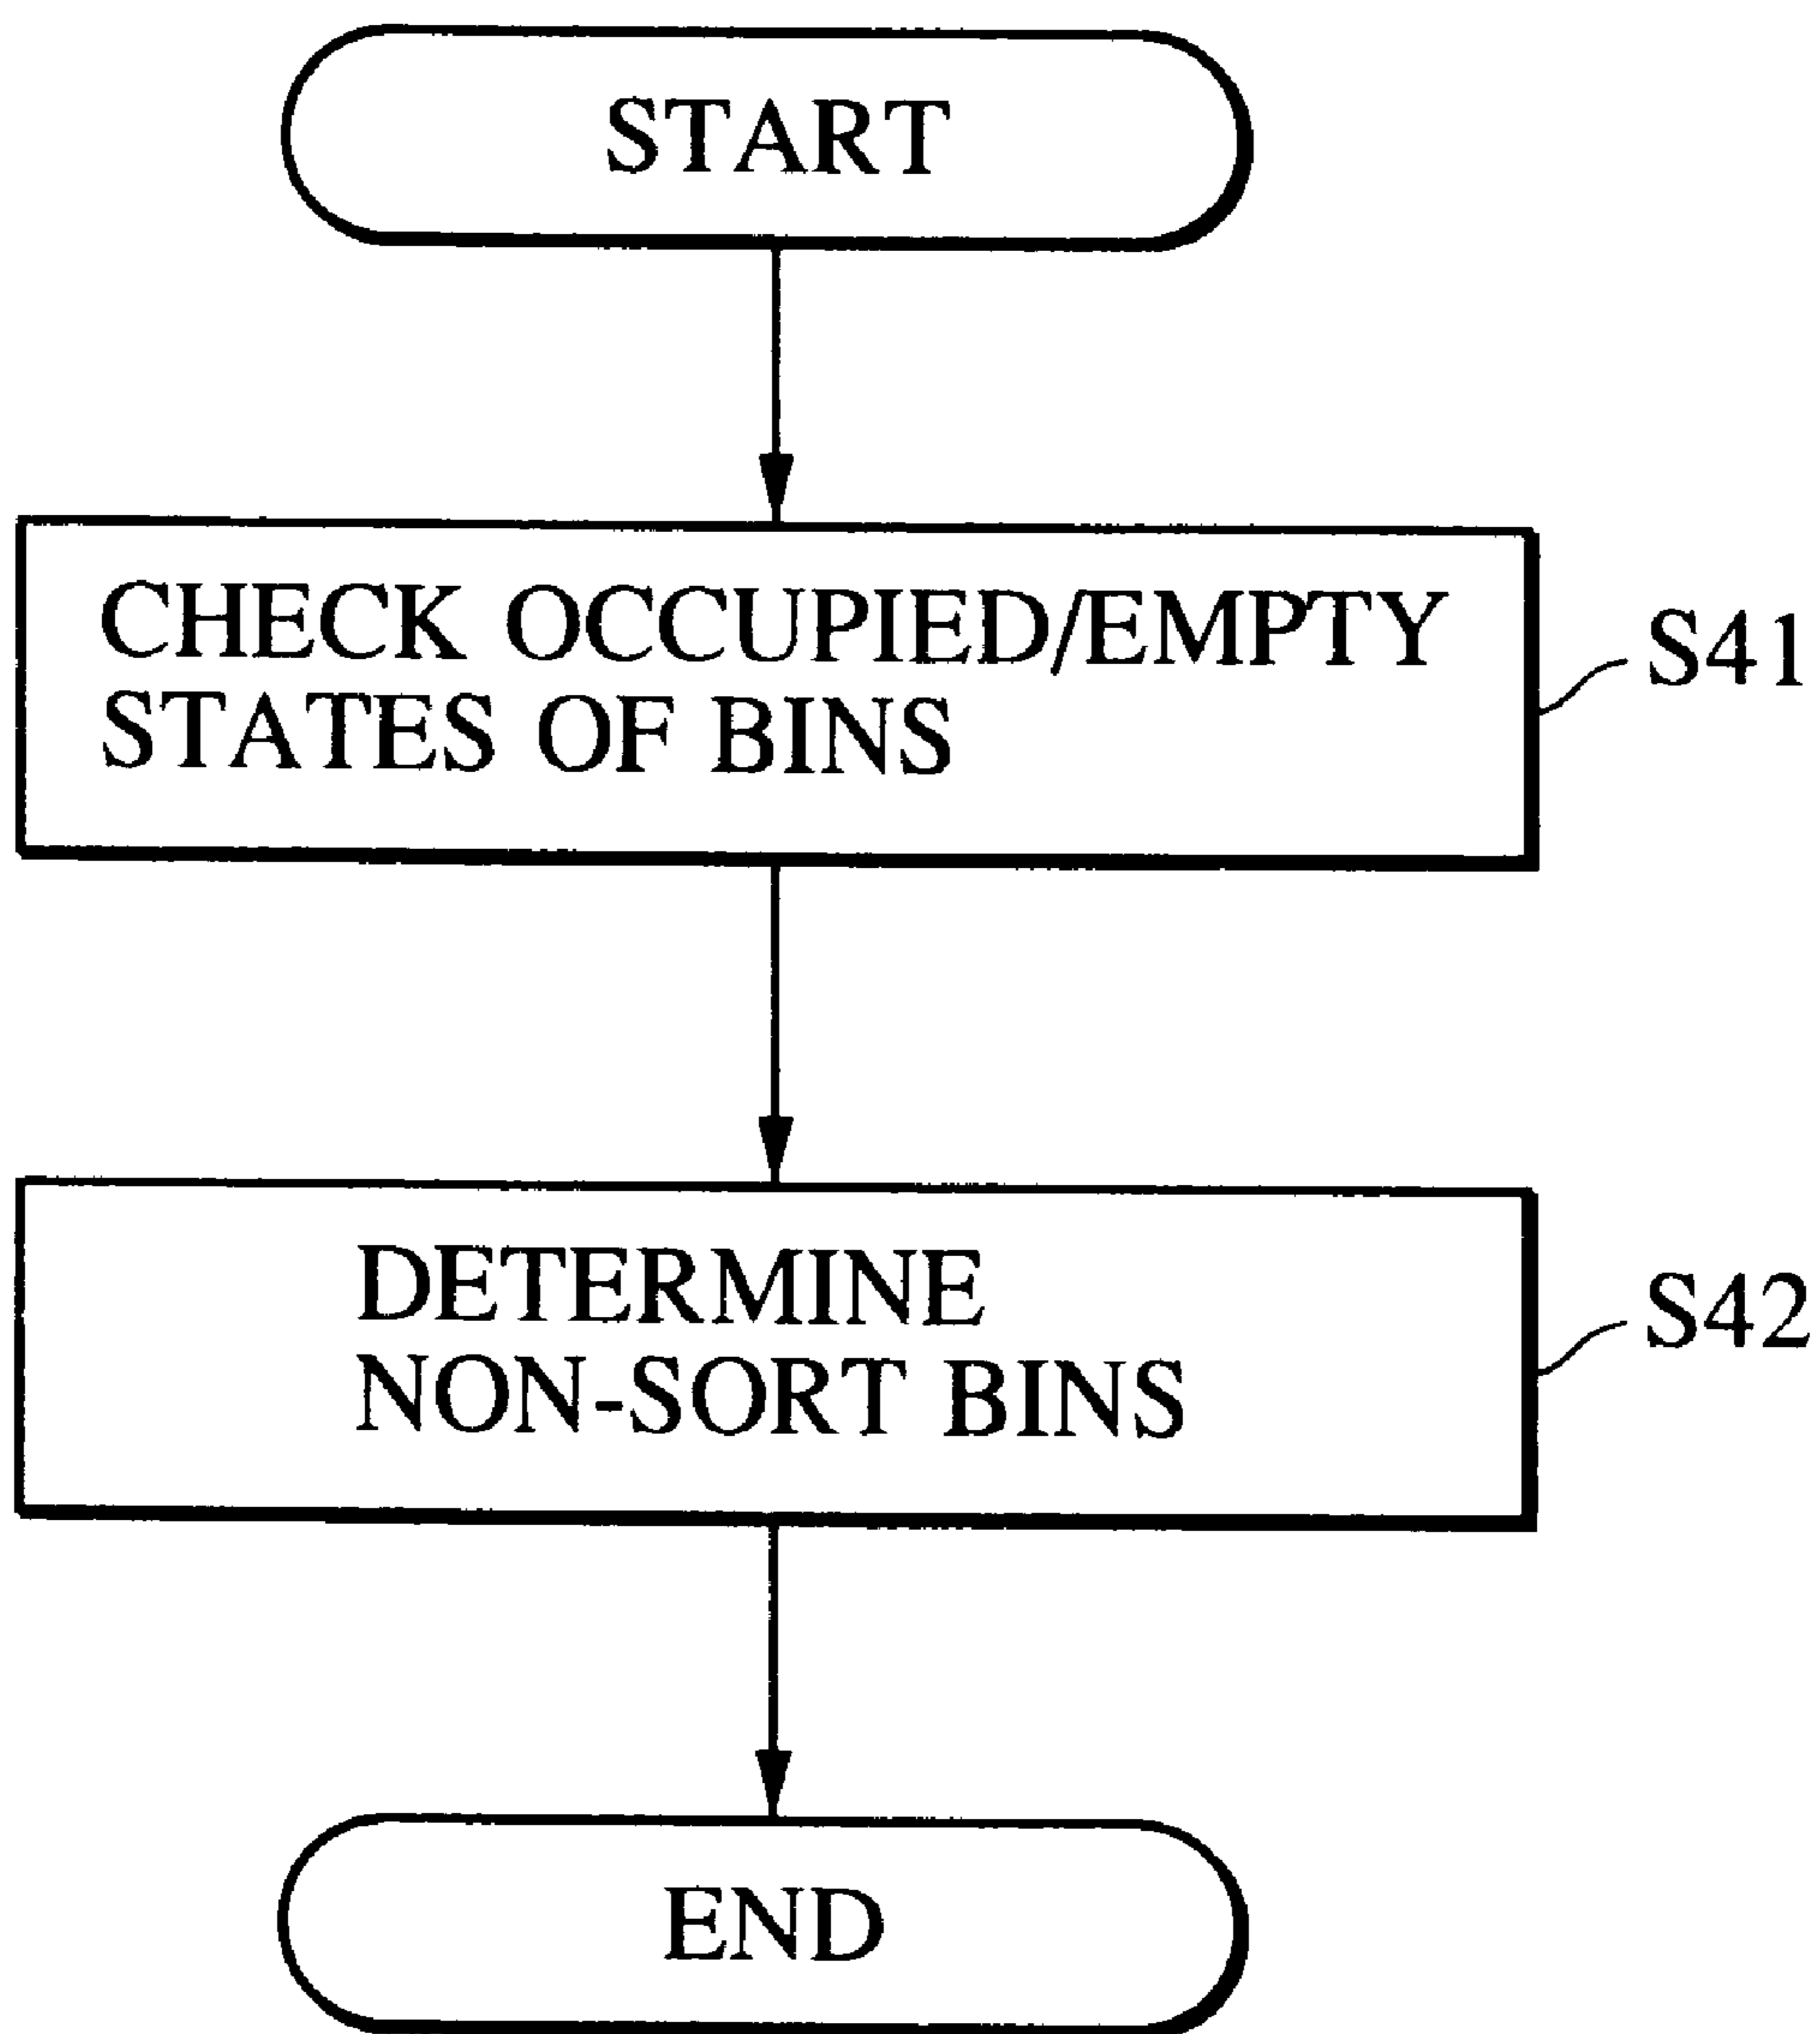 START
CHECK OCCUPIED/EMPTY
STATES OF BINS
S41
DETERMINE
NON-SORT BINS
S42
END